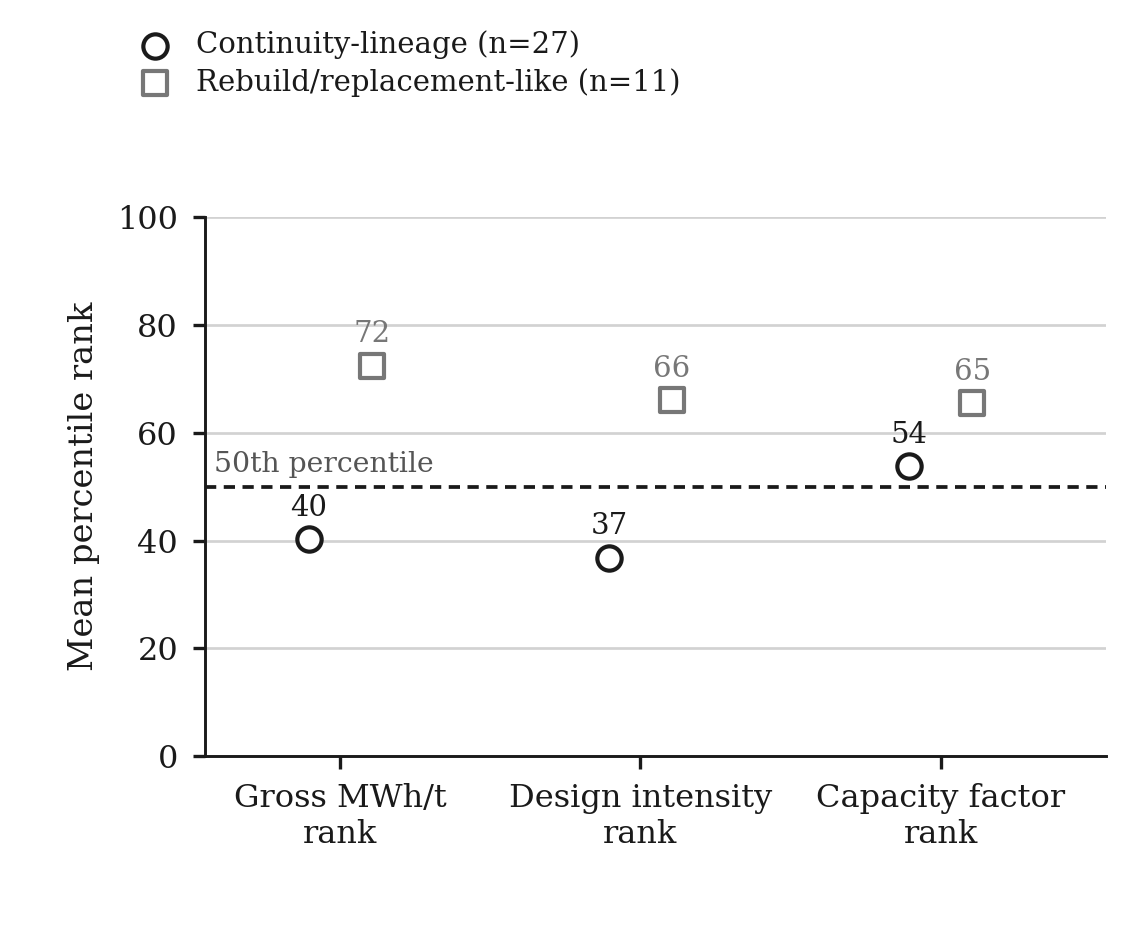 Continuity-lineage (n=27)
Rebuild/replacement-like (n=11)
Mean percentile rank
100
80
60
40
20
0
72
66
65
54
50th percentile
40
37
Gross MWh/t
rank
Design intensity
rank
Capacity factor
rank